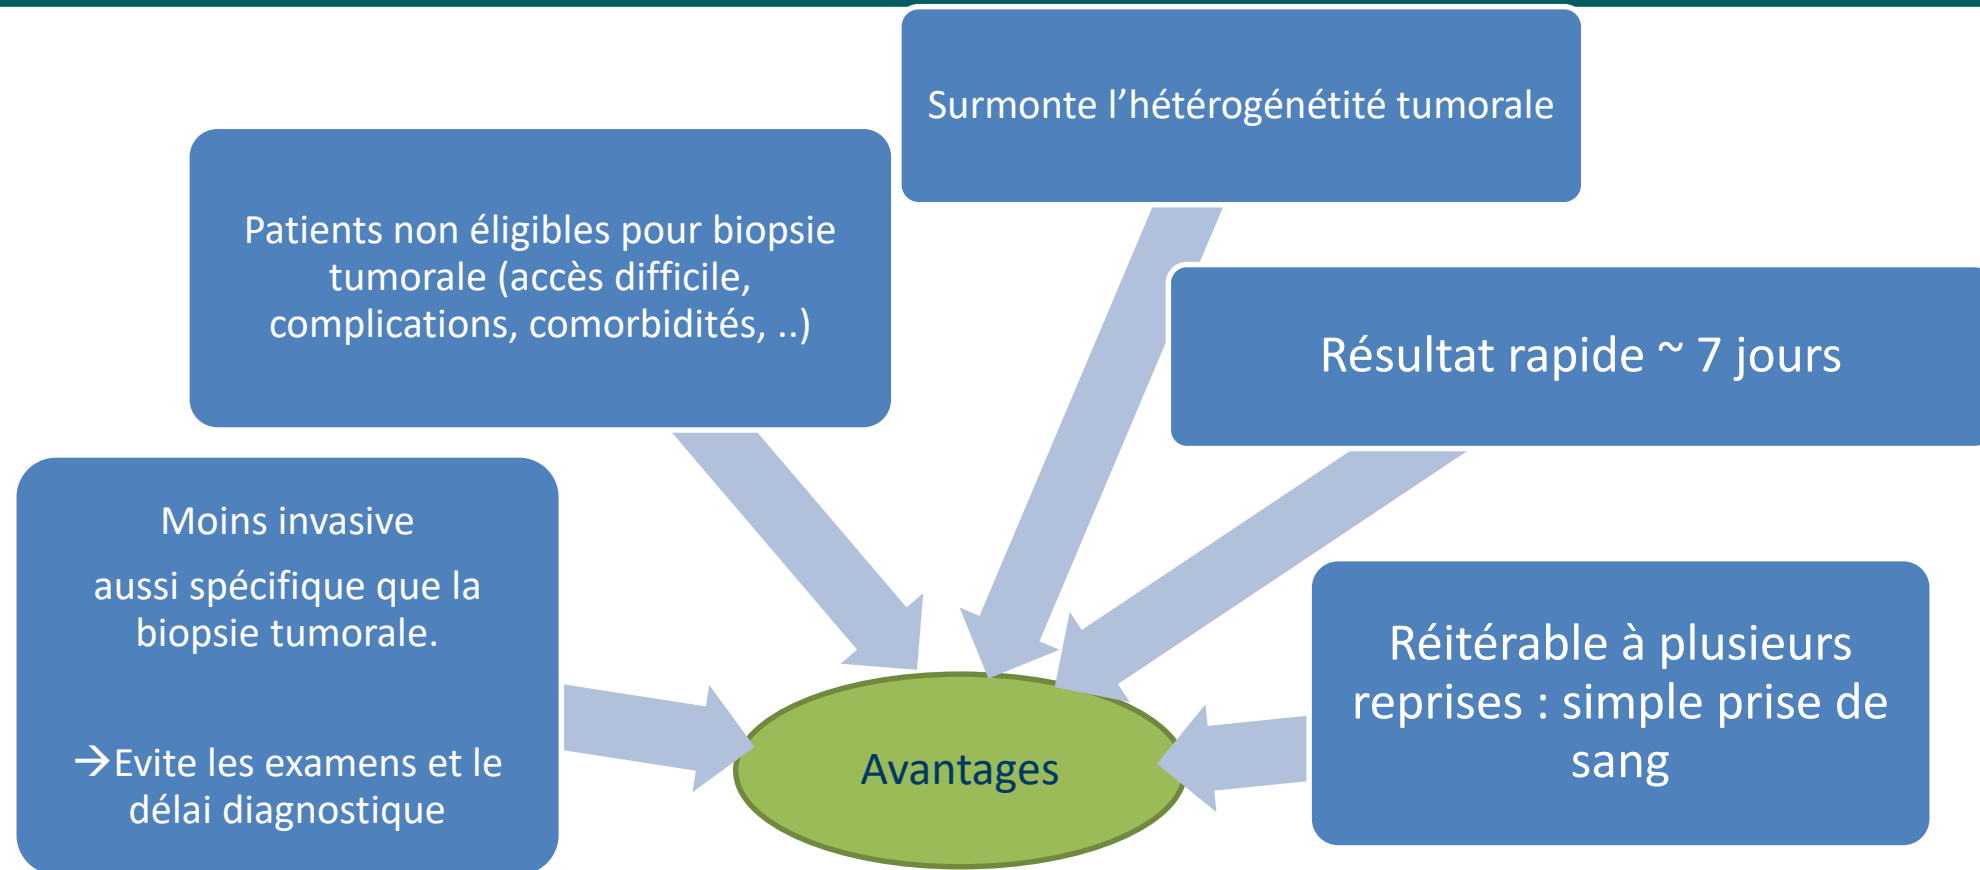 Surmonte l’hétérogénétité tumorale
Patients non éligibles pour biopsie
tumorale (accès difficile,
complications, comorbidités, ..)
Résultat rapide ~ 7 jours
Moins invasive
aussi spécifique que la
biopsie tumorale.
→Evite les examens et le
délai diagnostique
Réitérable à plusieurs
reprises : simple prise de
sang
Avantages